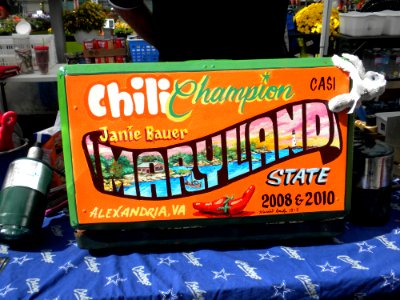 Chili Champion
CASI
Janie Bauer
MARYLAND
STATE
ALEXANDRIA, VA
2008 & 2010